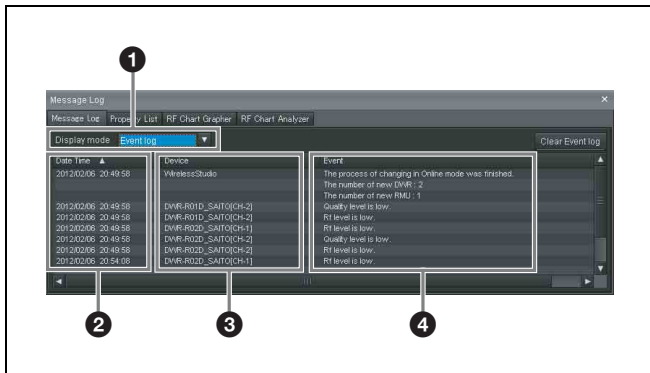 1
Message Log ×
Message Log Property List RF Chart Grapher RF Chart Analyzer
Display mode Event log ▼ Clear Event log
Date Time ▲ Device Event
2012/02/06 20:49:58 WirelessStudio The process of changing in Online mode was finished.
The number of new DWR : 2
The number of new RMU : 1
2012/02/06 20:49:58 DWR-R01D_SAITO[CH-2] Quality level is low.
2012/02/06 20:49:58 DWR-R01D_SAITO[CH-2] Rf level is low.
2012/02/06 20:49:58 DWR-R02D_SAITO[CH-1] Rf level is low.
2012/02/06 20:49:58 DWR-R02D_SAITO[CH-2] Quality level is low.
2012/02/06 20:49:58 DWR-R02D_SAITO[CH-2] Rf level is low.
2012/02/06 20:54:08 DWR-R02D_SAITO[CH-1] Rf level is low.
2 3 4